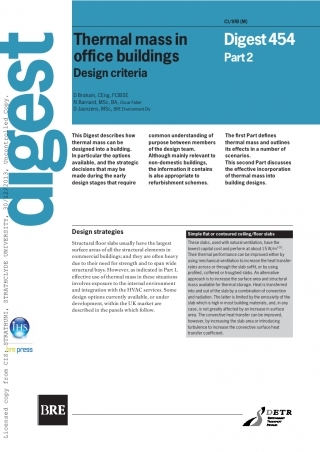 CI/SfB (M)
Thermal mass in
office buildings
Design criteria
Digest 454
Part 2
D Braham, CEng, FCIBSE
N Barnard, MSc, BA, Oscar Faber
D Jaunzens, MSc, BRE Environment Div
digest
Licensed copy from CIS: STRATHUNI, STRATHCLYDE UNIVERSITY, 30/12/2013, Uncontrolled Copy.
This Digest describes how
thermal mass can be
designed into a building.
In particular the options
available, and the strategic
decisions that may be
made during the early
design stages that require
common understanding of
purpose between members
of the design team.
Although mainly relevant to
non-domestic buildings,
the information it contains
is also appropriate to
refurbishment schemes.
The first Part defines
thermal mass and outlines
its effects in a number of
scenarios.
This second Part discusses
the effective incorporation
of thermal mass into
building designs.
Design strategies
Structural floor slabs usually have the largest
surface areas of all the structural elements in
commercial buildings; and they are often heavy
due to their need for strength and to span wide
structural bays. However, as indicated in Part 1,
effective use of thermal mass in these situations
involves exposure to the internal environment
and integration with the HVAC services. Some
design options currently available, or under
development, within the UK market are
described in the panels which follow.
Simple flat or contoured ceiling/floor slabs
These slabs, used with natural ventilation, have the
lowest capital cost and perform at about
Their thermal performance can be improved either by
using mechanical ventilation to increase the heat transfer
rates across or through the slab soffit, or by using
profiled, coffered or troughed slabs. An alternative
approach is to increase the surface area and structural
mass available for thermal storage. Heat is transferred
into and out of the slab by a combination of convection
and radiation. The latter is limited by the emissivity of the
slab which is high in most building materials, and, in any
case, is not greatly affected by an increase in surface
area. The convective heat transfer can be improved,
however, by increasing the slab area or introducing
turbulence to increase the convective surface heat
transfer coefficient.
IHS
bre press
BRE
DETR